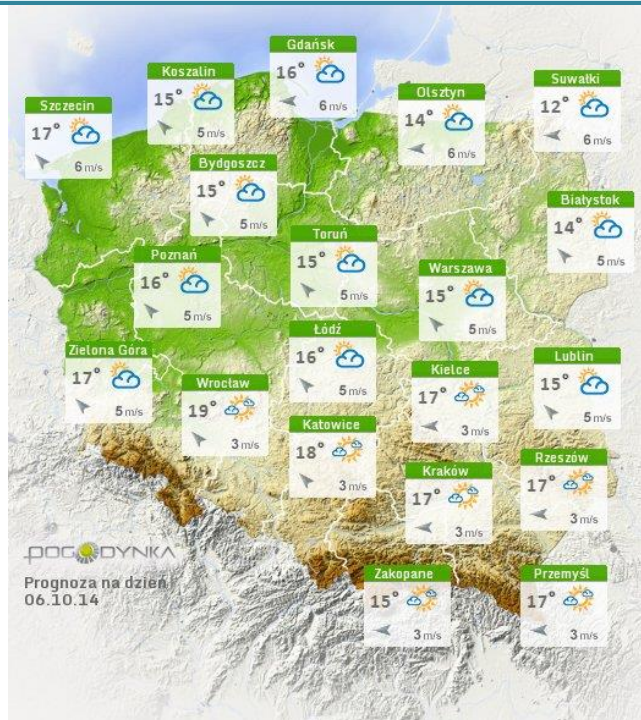 Gdańsk
16°
6 m/s
Koszalin
15°
5 m/s
Szczecin
17°
6 m/s
Olsztyn
14°
6 m/s
Suwałki
12°
6 m/s
Bydgoszcz
15°
5 m/s
Białystok
14°
5 m/s
Toruń
15°
5 m/s
Poznań
16°
5 m/s
Warszawa
15°
5 m/s
Łódź
16°
5 m/s
Zielona Góra
17°
5 m/s
Wrocław
19°
3 m/s
Kielce
17°
3 m/s
Lublin
15°
5 m/s
Katowice
18°
3 m/s
Kraków
17°
3 m/s
Rzeszów
17°
3 m/s
Zakopane
15°
3 m/s
Przemyśl
17°
3 m/s
POGODYNKA
Prognoza na dzień
06.10.14